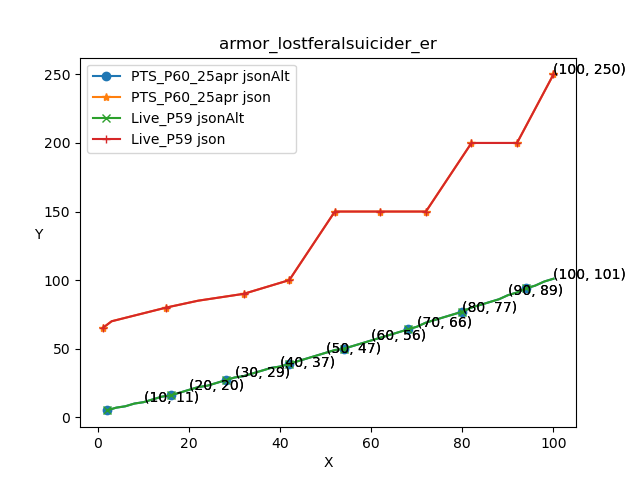 armor_lostferalsuicider_er
PTS_P60_25apr jsonAlt
PTS_P60_25apr json
Live_P59 jsonAlt
Live_P59 json
(100, 250)
(100, 101)
(90, 89)
(80, 77)
(70, 66)
(60, 56)
(50, 47)
(40, 37)
(30, 29)
(20, 20)
(10, 11)
250
200
150
100
50
0
Y
0 20 40 60 80 100
X